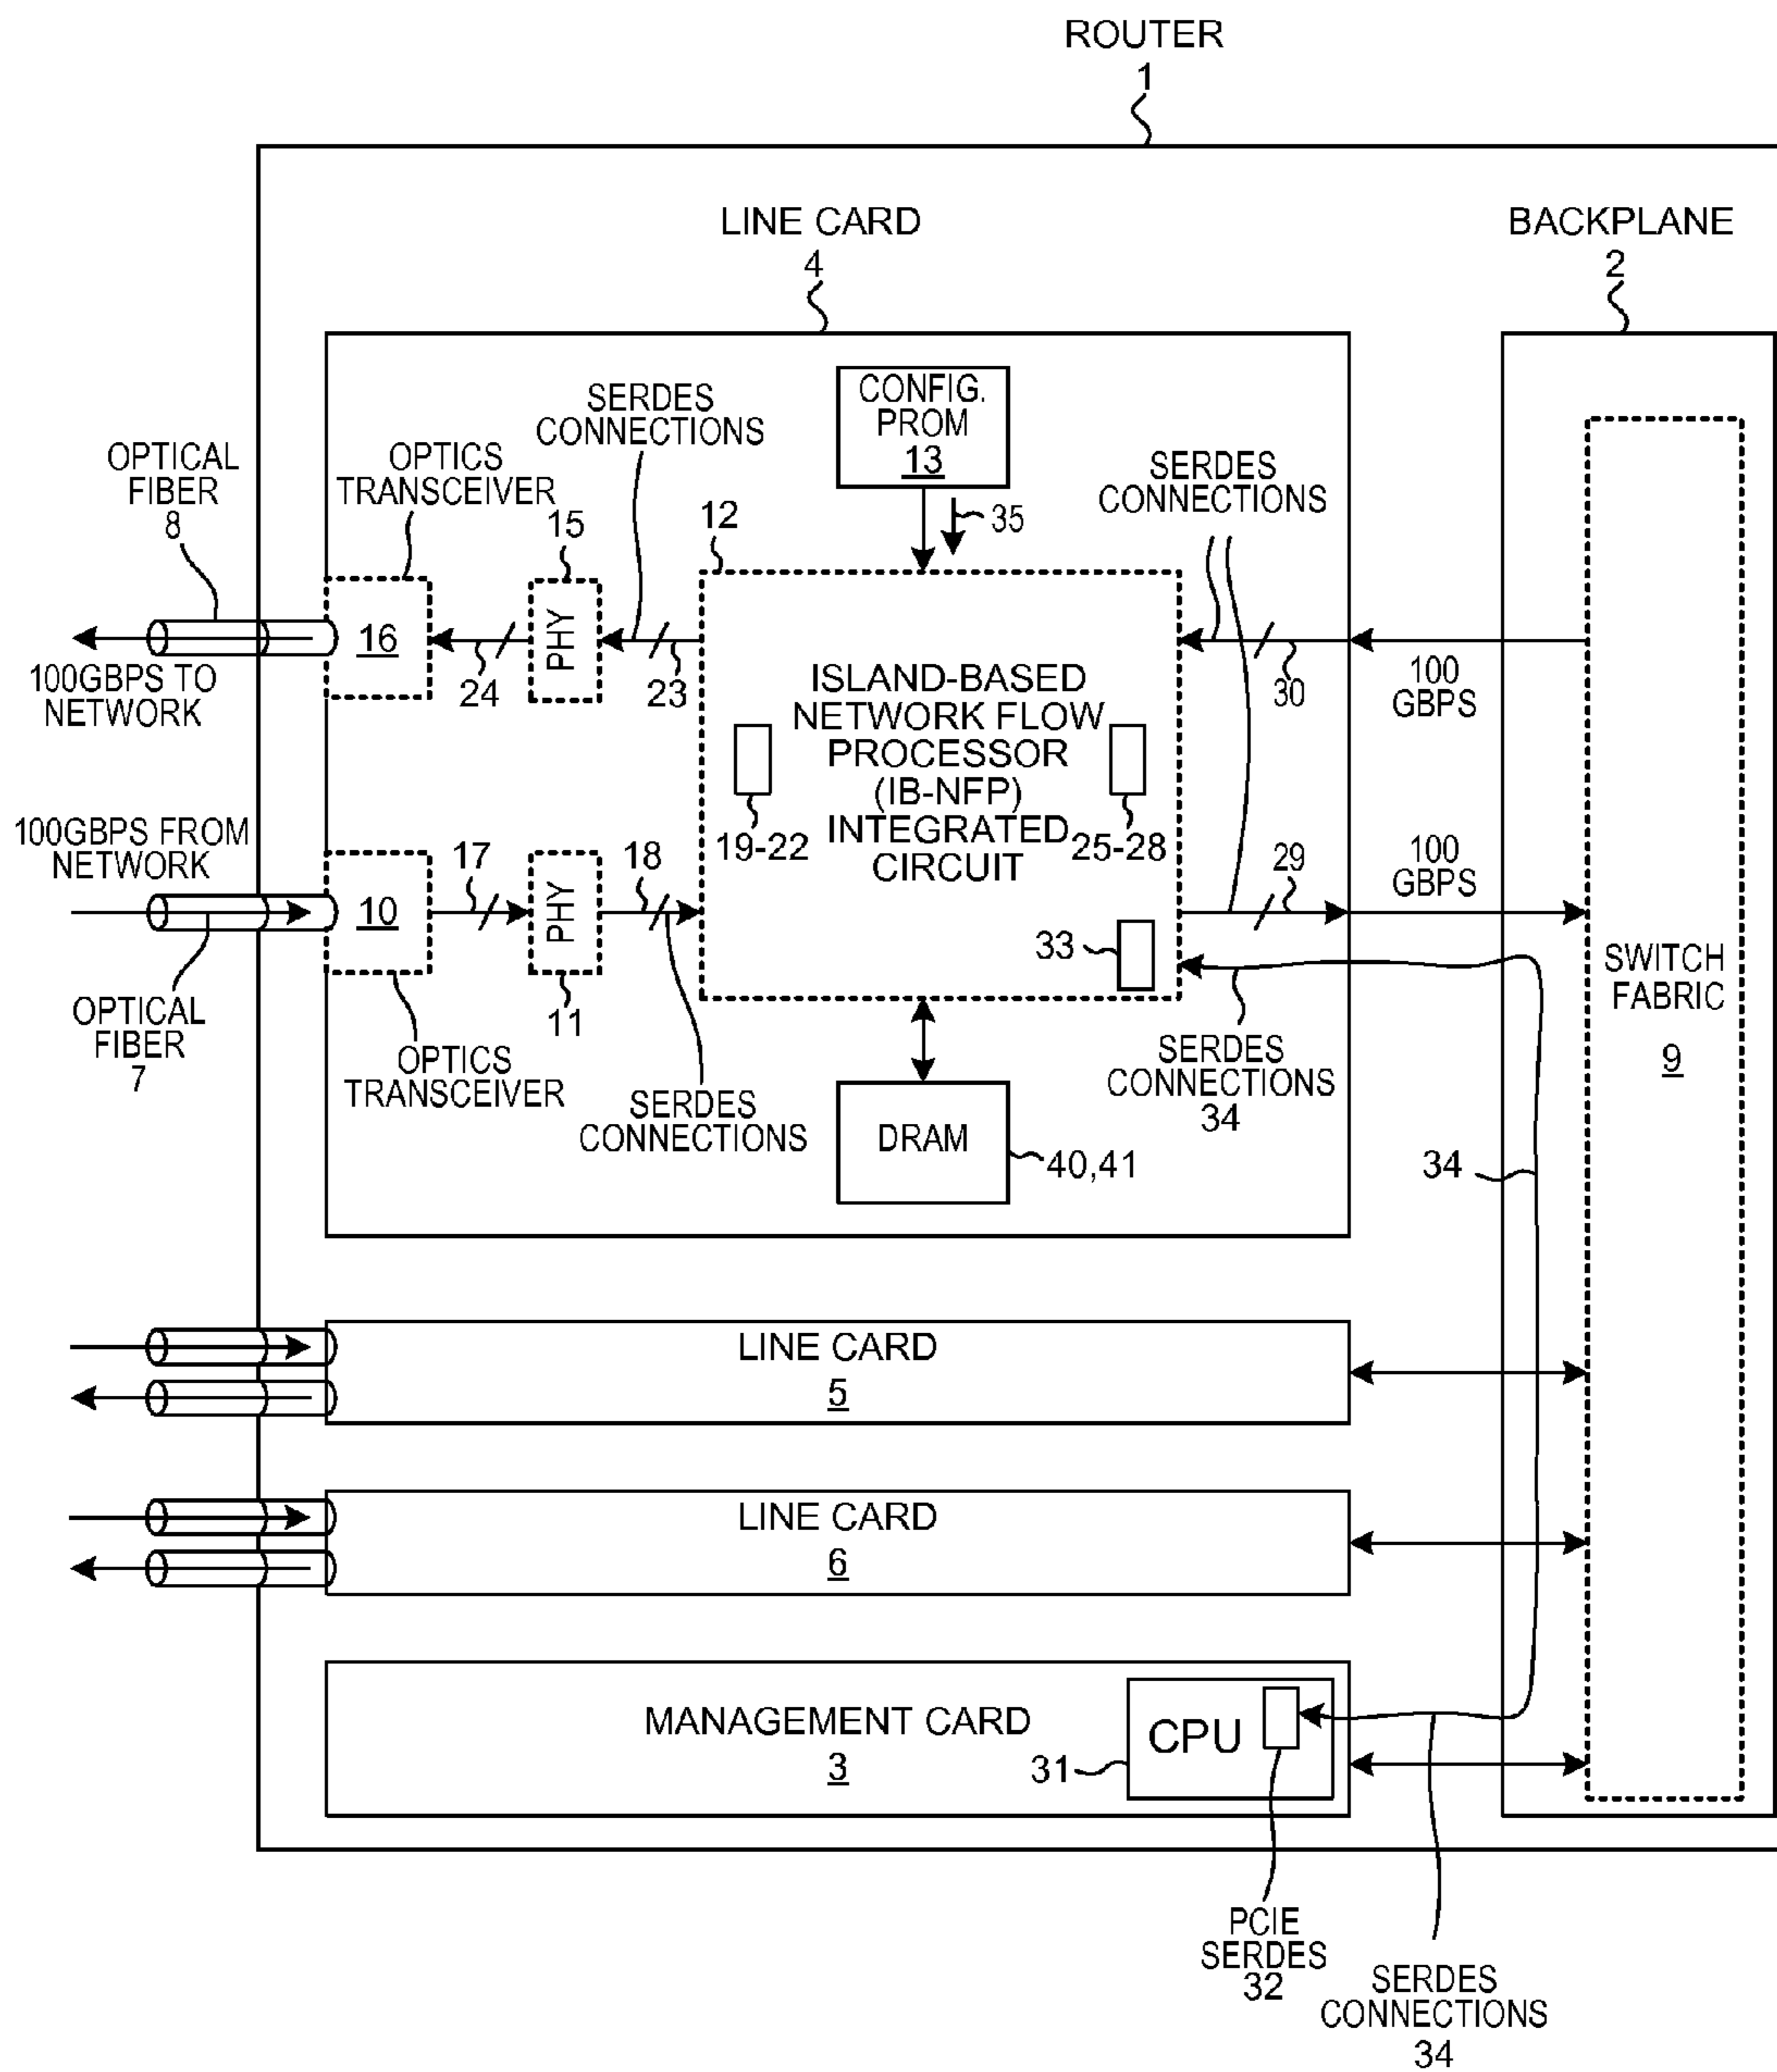 ROUTER
1
LINE CARD
4
BACKPLANE
2
SERDES
CONNECTIONS
CONFIG.
PROM
13
OPTICAL
FIBER
8
OPTICS
TRANSCEIVER
15
12
35
SERDES
CONNECTIONS
16
PHY
24
23
30
100
GBPS
100GBPS TO
NETWORK
ISLAND-BASED
NETWORK FLOW
PROCESSOR
(IB-NFP)
INTEGRATED
CIRCUIT
19-22
25-28
100GBPS FROM
NETWORK
17
18
29
100
GBPS
10
PHY
33
SWITCH
FABRIC
9
OPTICAL
FIBER
7
11
OPTICS
TRANSCEIVER
SERDES
CONNECTIONS
34
SERDES
CONNECTIONS
DRAM
40,41
34
LINE CARD
5
LINE CARD
6
MANAGEMENT CARD
3
31
CPU
PCIE
SERDES
32
SERDES
CONNECTIONS
34